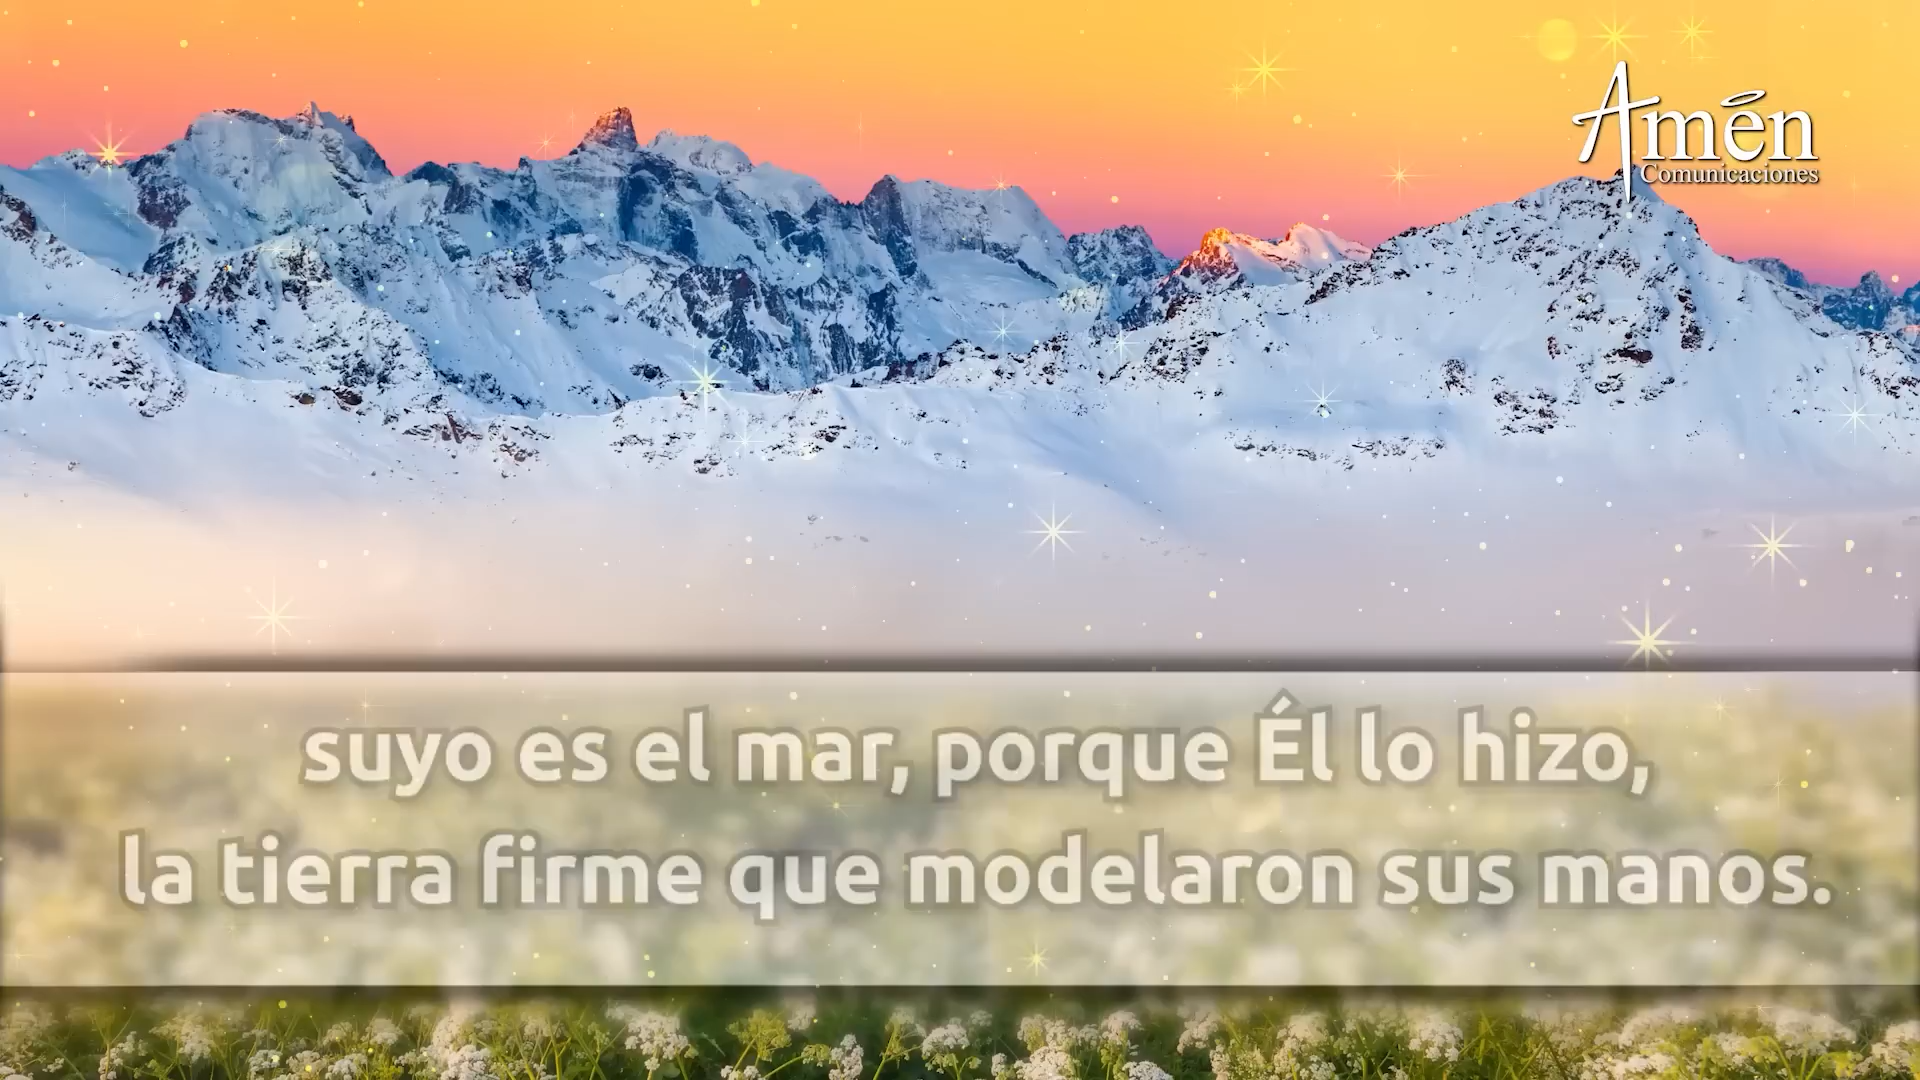 Amén
Comunicaciones
suyo es el mar, porque Él lo hizo,
la tierra firme que modelaron sus manos.